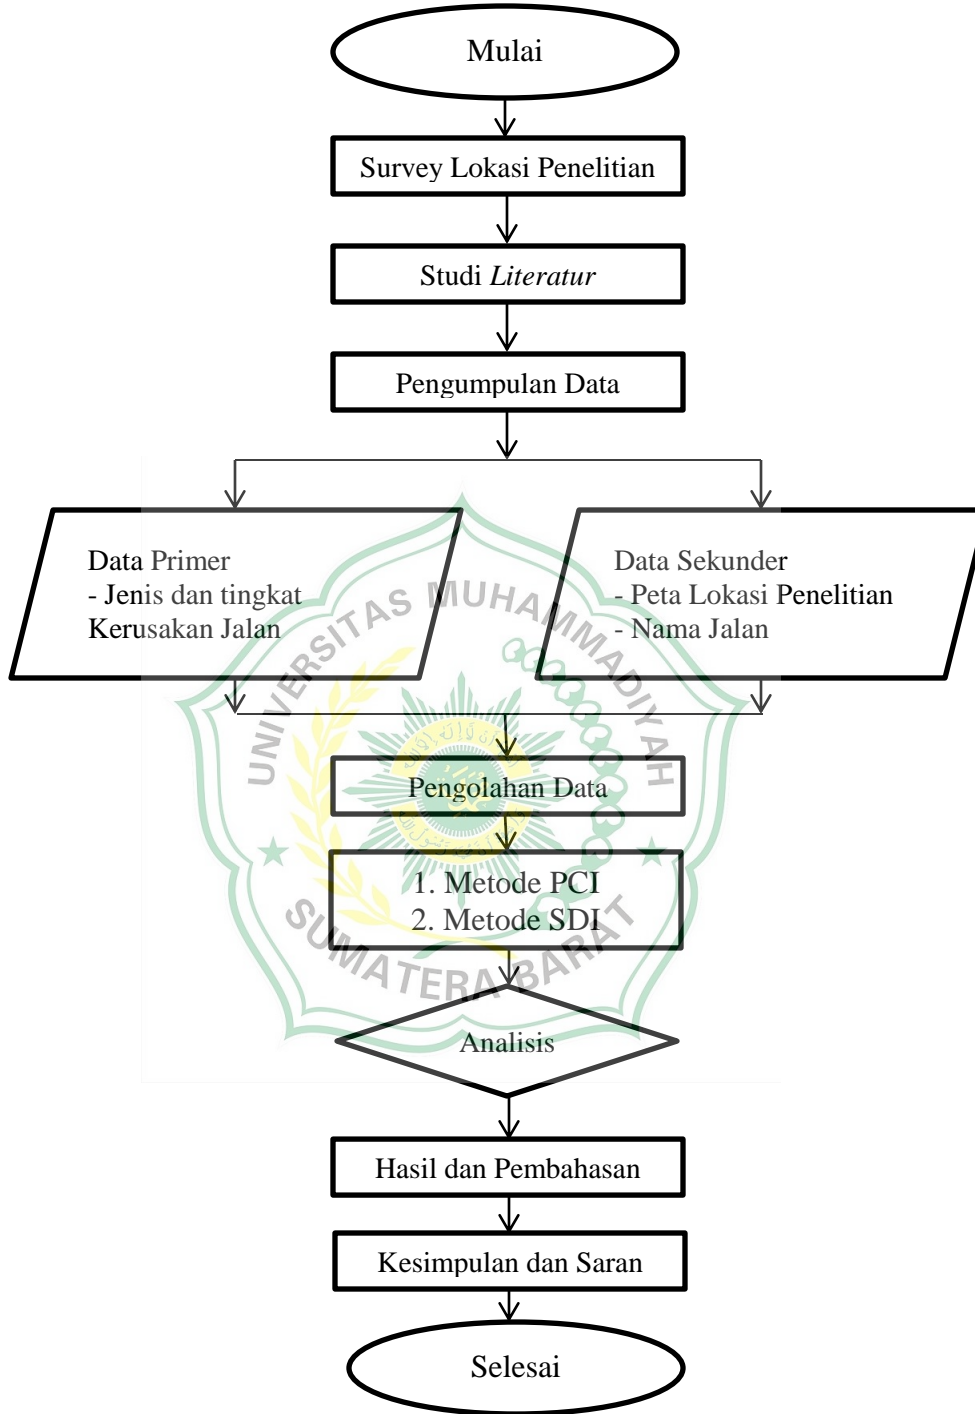 Mulai
Survey Lokasi Penelitian
Studi Literatur
Pengumpulan Data
Data Primer
- Jenis dan tingkat
Kerusakan Jalan
Data Sekunder
- Peta Lokasi Penelitian
- Nama Jalan
UNIVERSITAS MUHAMMADIYAH
Pengolahan Data
1. Metode PCI
2. Metode SDI
SUMATERA BARAT
Analisis
Hasil dan Pembahasan
Kesimpulan dan Saran
Selesai